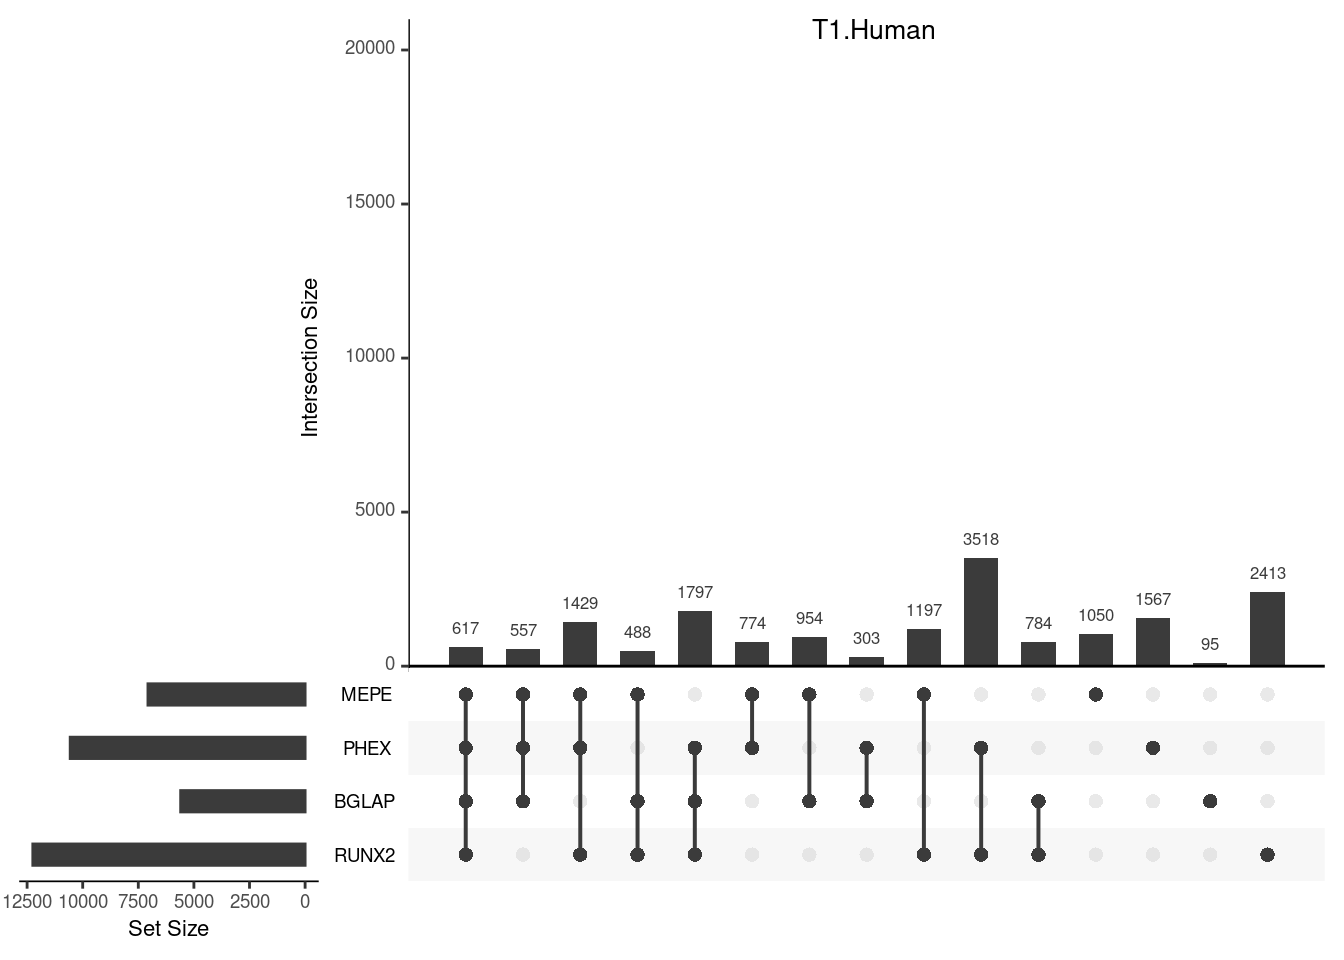 T1.Human
20000
15000
10000
5000
0
Intersection Size
617 557 1429 488 1797 774 954 303 1197 3518 784 1050 1567 95 2413
MEPE
PHEX
BGLAP
RUNX2
12500 10000 7500 5000 2500 0
Set Size